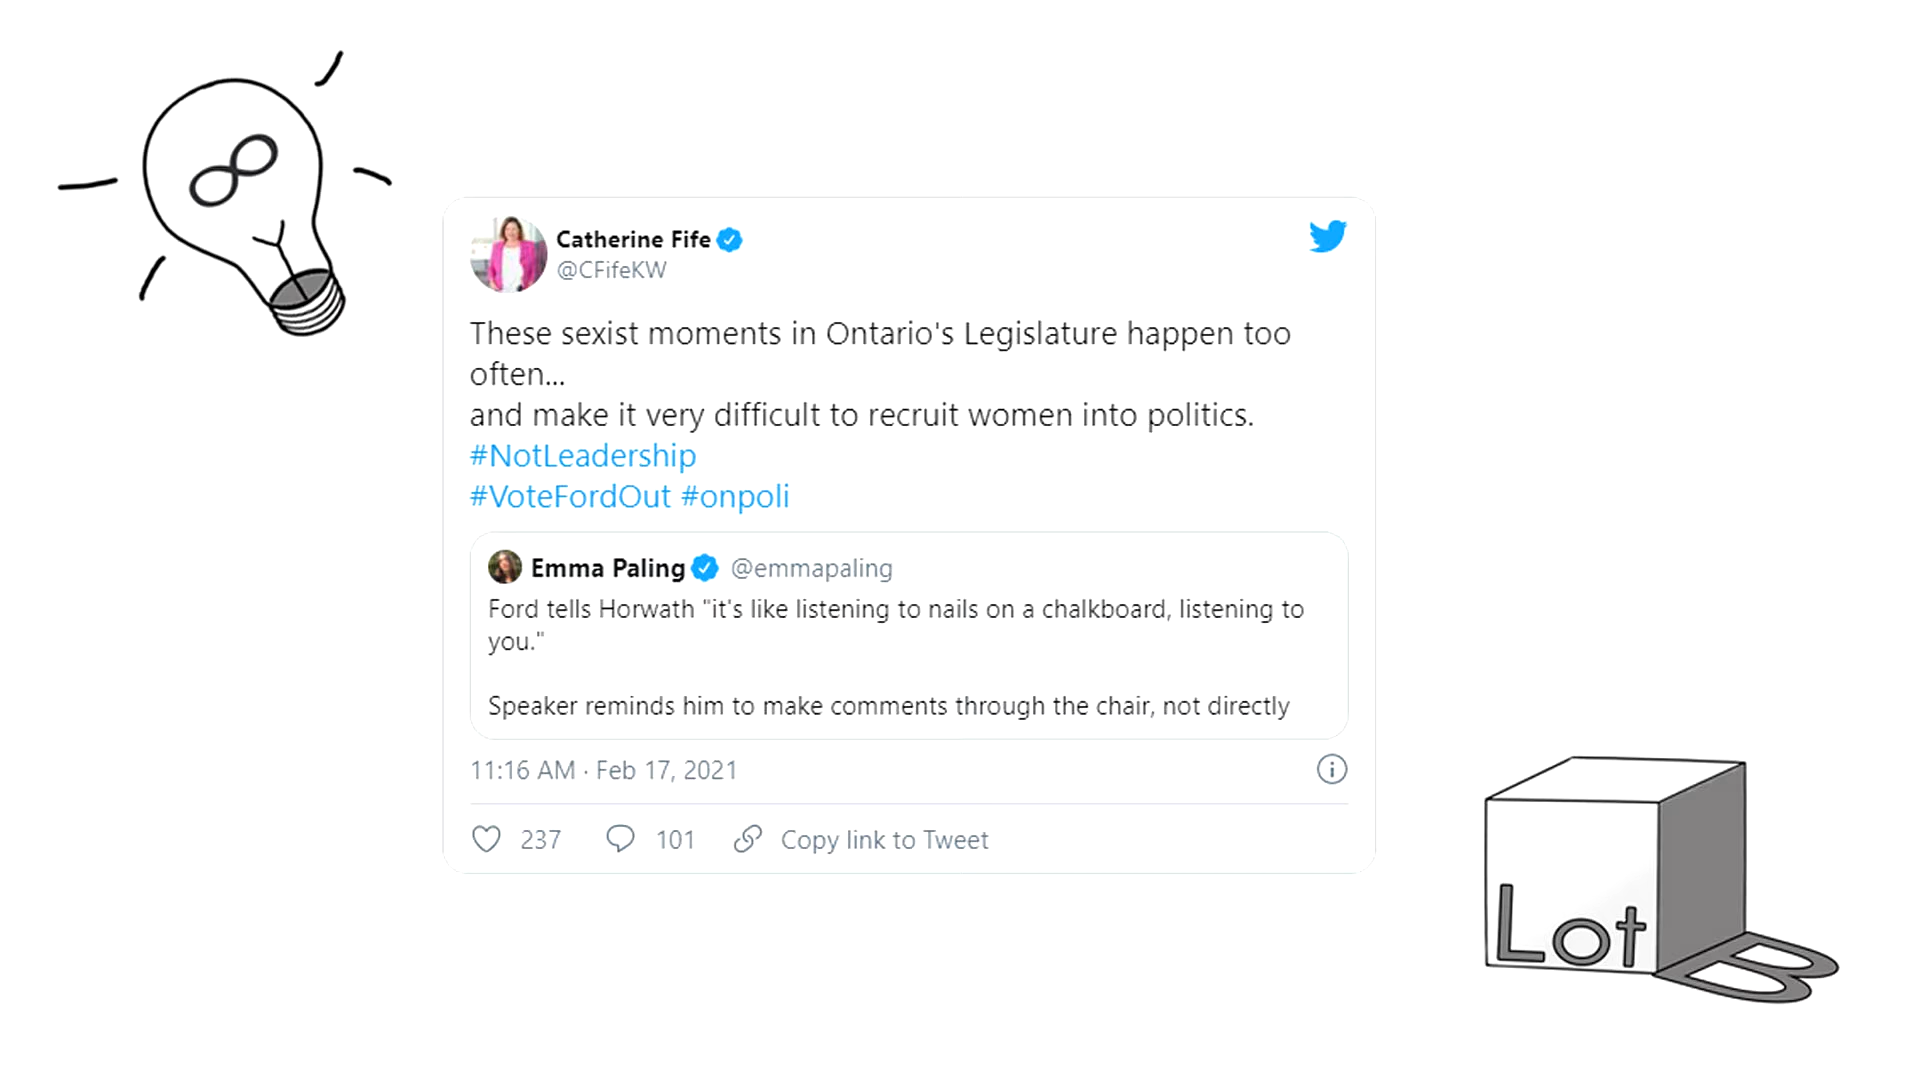 Catherine Fife
@CFifeKW
These sexist moments in Ontario's Legislature happen too
often...
and make it very difficult to recruit women into politics.
#NotLeadership
#VoteFordOut #onpoli
Emma Paling @emmapaling
Ford tells Horwath "it's like listening to nails on a chalkboard, listening to
you."
Speaker reminds him to make comments through the chair, not directly
11:16 AM · Feb 17, 2021
237 101 Copy link to Tweet
Lot
B